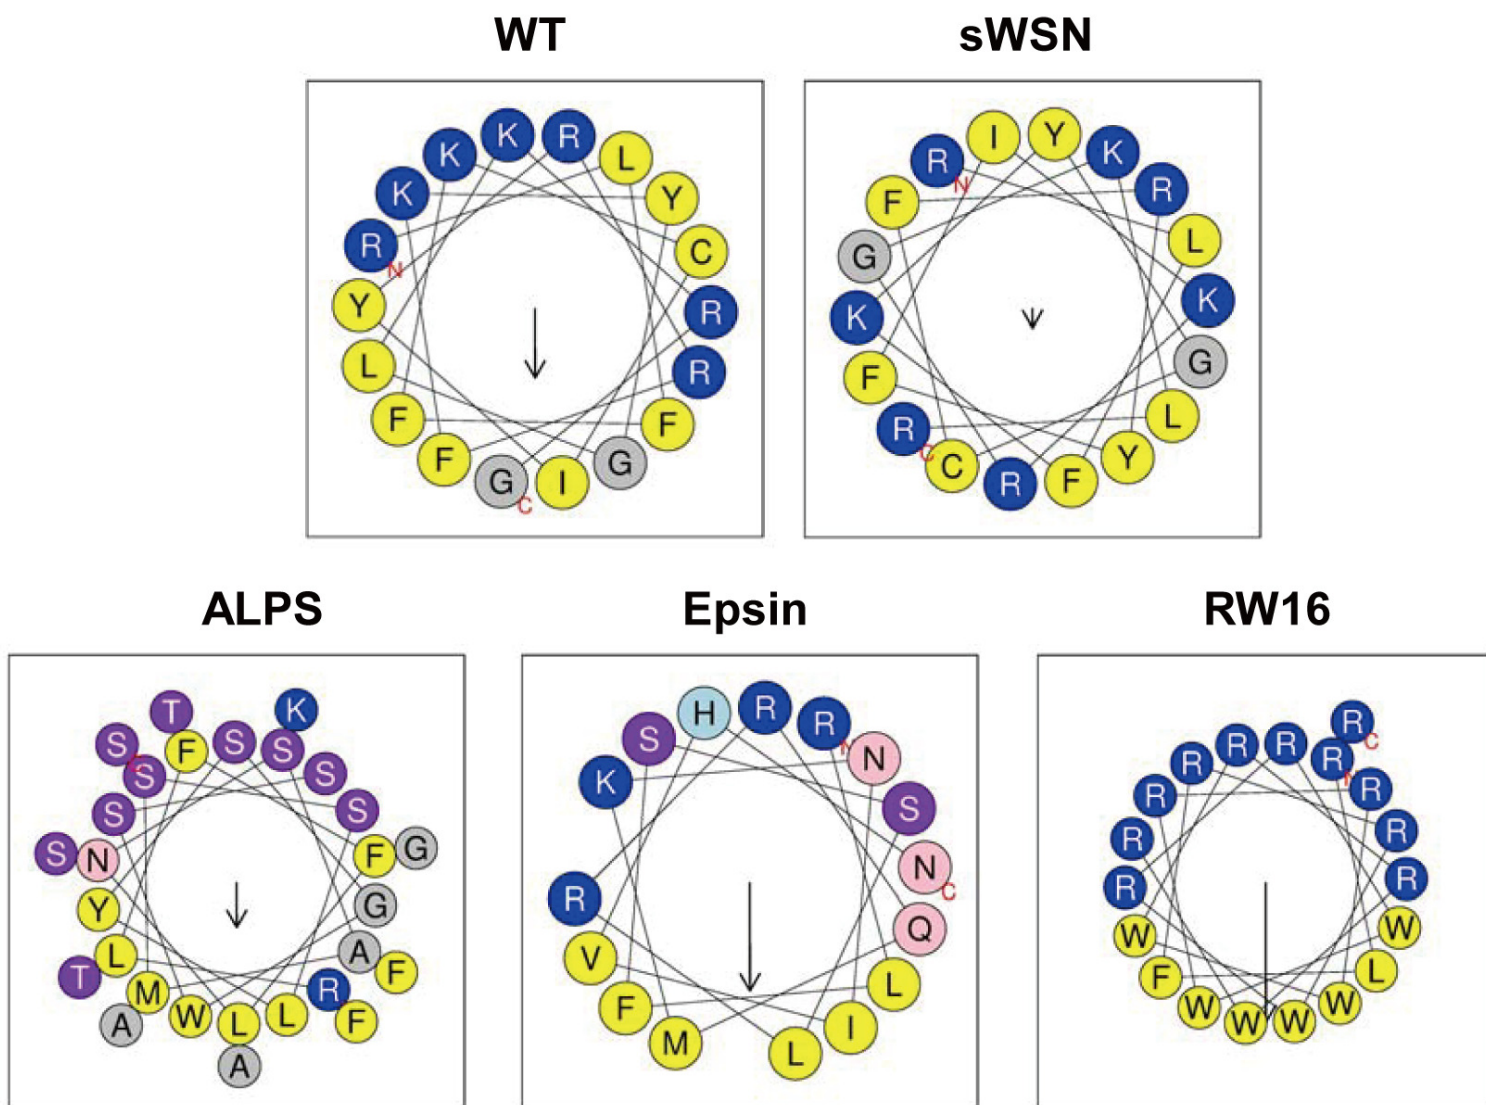 WT
K R
K L
K Y
R C
N
Y R
L R
F F
F G
G I
C
sWSN
I Y
R K
N
F R
G L
K K
F G
R L
C C Y
R F
ALPS
T K
S F S S
C
S S
S S
S N F G
Y G
L A F
T M R
A W L L F
A
Epsin
H R R
S N N
K S
N
C
R Q
V L
F I
M L
RW16
R
R R R C
R R N R
R R
R R
W W
F L
W W W W